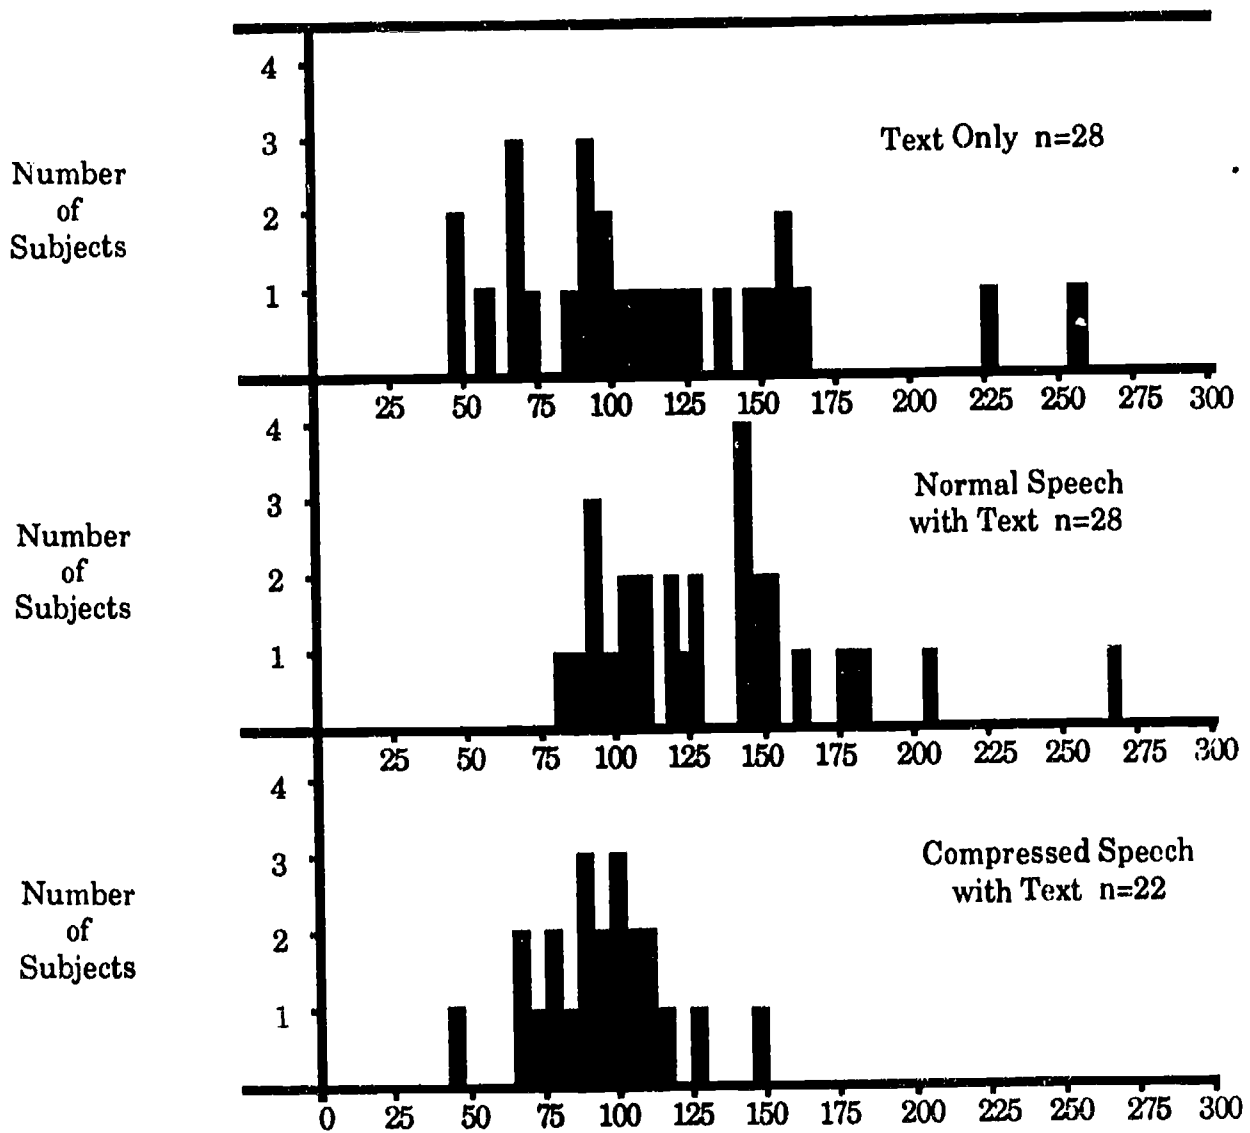 4
3
2
1
Number
of
Subjects
Text Only n=28
25 50 75 100 125 150 175 200 225 250 275 300
4
3
2
1
Number
of
Subjects
Normal Speech
with Text n=28
25 50 75 100 125 150 175 200 225 250 275 300
4
3
2
1
Number
of
Subjects
Compressed Speech
with Text n=22
0 25 50 75 100 125 150 175 200 225 250 275 300